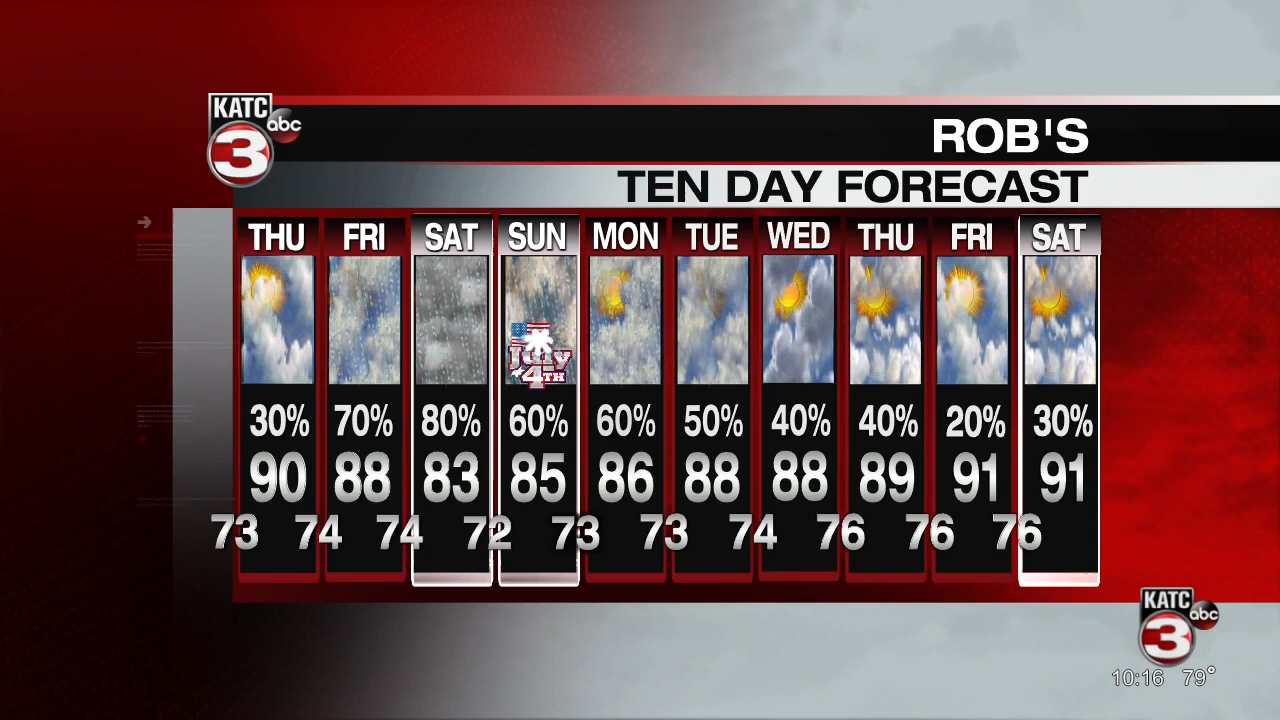 KATC
abc
3
ROB'S
TEN DAY FORECAST
THU FRI SAT SUN MON TUE WED THU FRI SAT
July
4TH
30% 70% 80% 60% 60% 50% 40% 40% 20% 30%
90 88 83 85 86 88 88 89 91 91
73 74 74 72 73 73 74 76 76 76
KATC
abc
3
10:16 79°